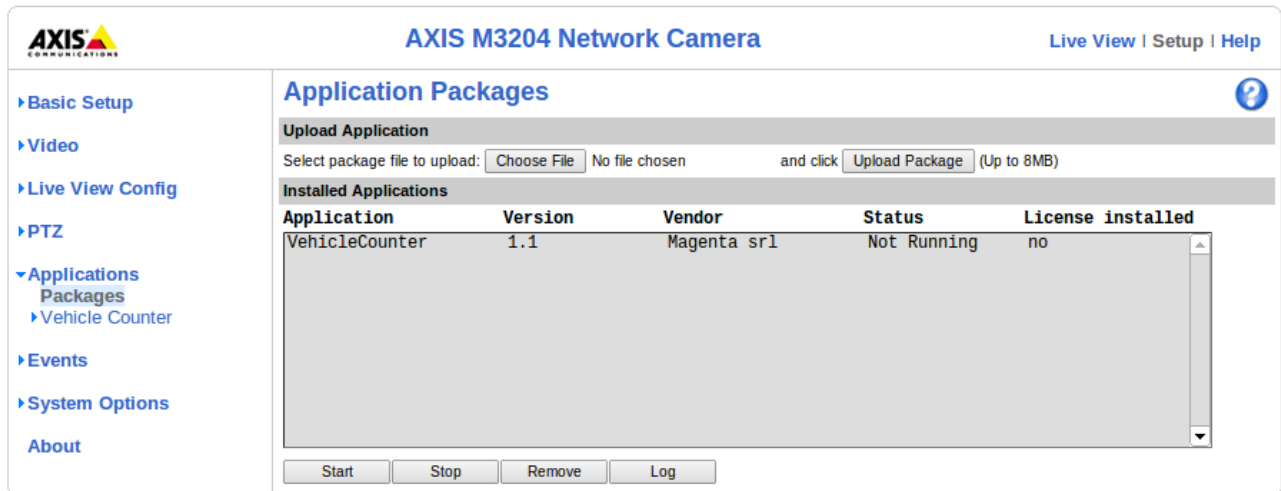 AXIS
COMMUNICATIONS
AXIS M3204 Network Camera
Live View | Setup | Help
Basic Setup
Video
Live View Config
PTZ
Applications
Packages
Vehicle Counter
Events
System Options
About
Application Packages
?
Upload Application
Select package file to upload: Choose File No file chosen and click Upload Package (Up to 8MB)
Installed Applications
Application Version Vendor Status License installed
VehicleCounter 1.1 Magenta srl Not Running no
Start Stop Remove Log